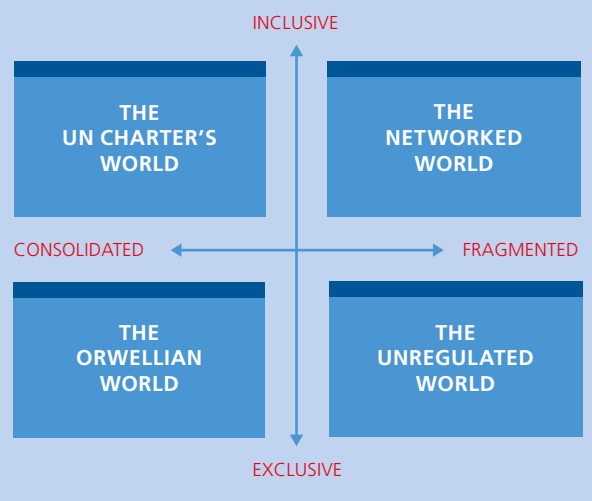 INCLUSIVE
THE
UN CHARTER'S
WORLD
THE
NETWORKED
WORLD
CONSOLIDATED
FRAGMENTED
THE
ORWELLIAN
WORLD
THE
UNREGULATED
WORLD
EXCLUSIVE